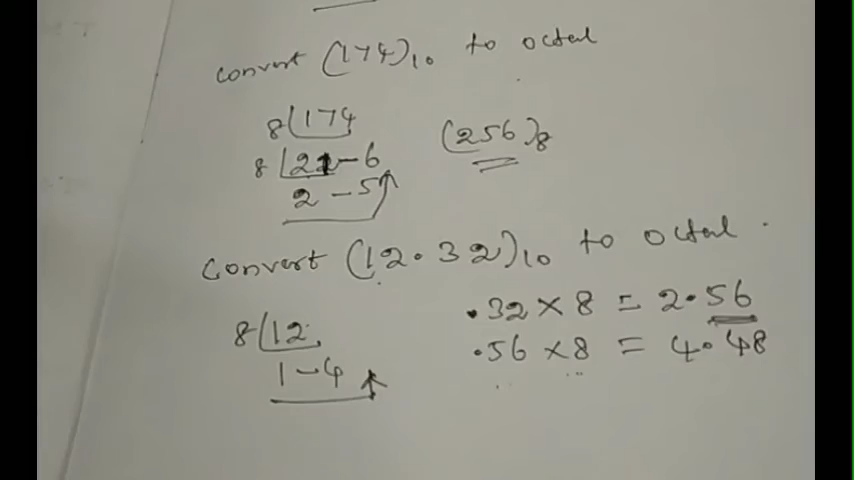 convert (174)10 to octal
8 174
8 21 - 6
2 - 5
(256)8
convert (12.32)10 to octal.
8 12
1 - 4
.32 × 8 = 2.56
.56 × 8 = 4.48